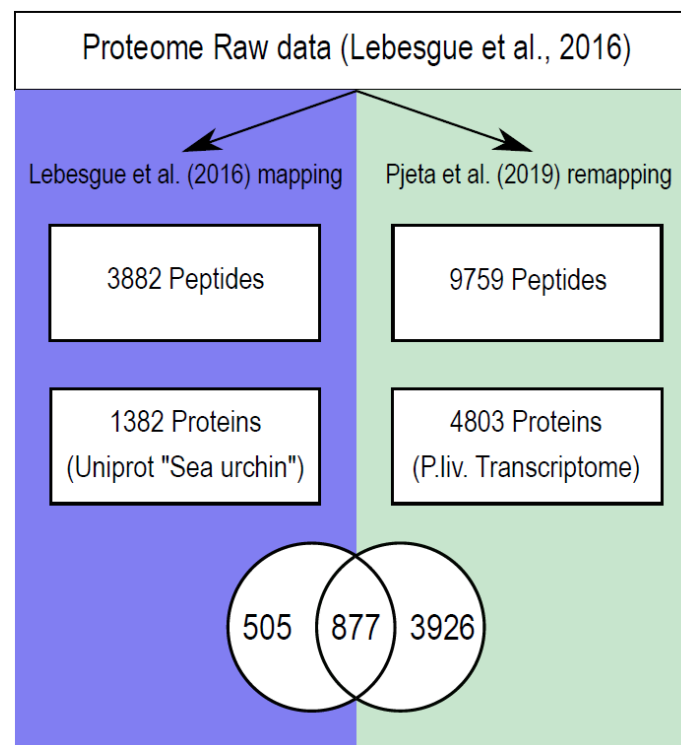 Proteome Raw data (Lebesgue et al., 2016)
Lebesgue et al. (2016) mapping
Pjeta et al. (2019) remapping
3882 Peptides
9759 Peptides
1382 Proteins
(Uniprot "Sea urchin")
4803 Proteins
(P.liv. Transcriptome)
505
877
3926